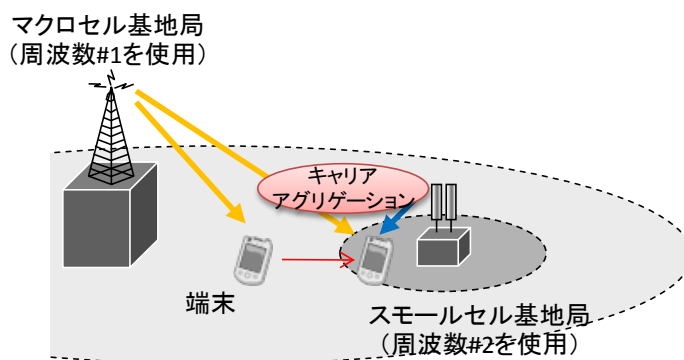 マクロセル基地局
（周波数#1を使用）
キャリア
アグリゲーション
端末
スモールセル基地局
（周波数#2を使用）